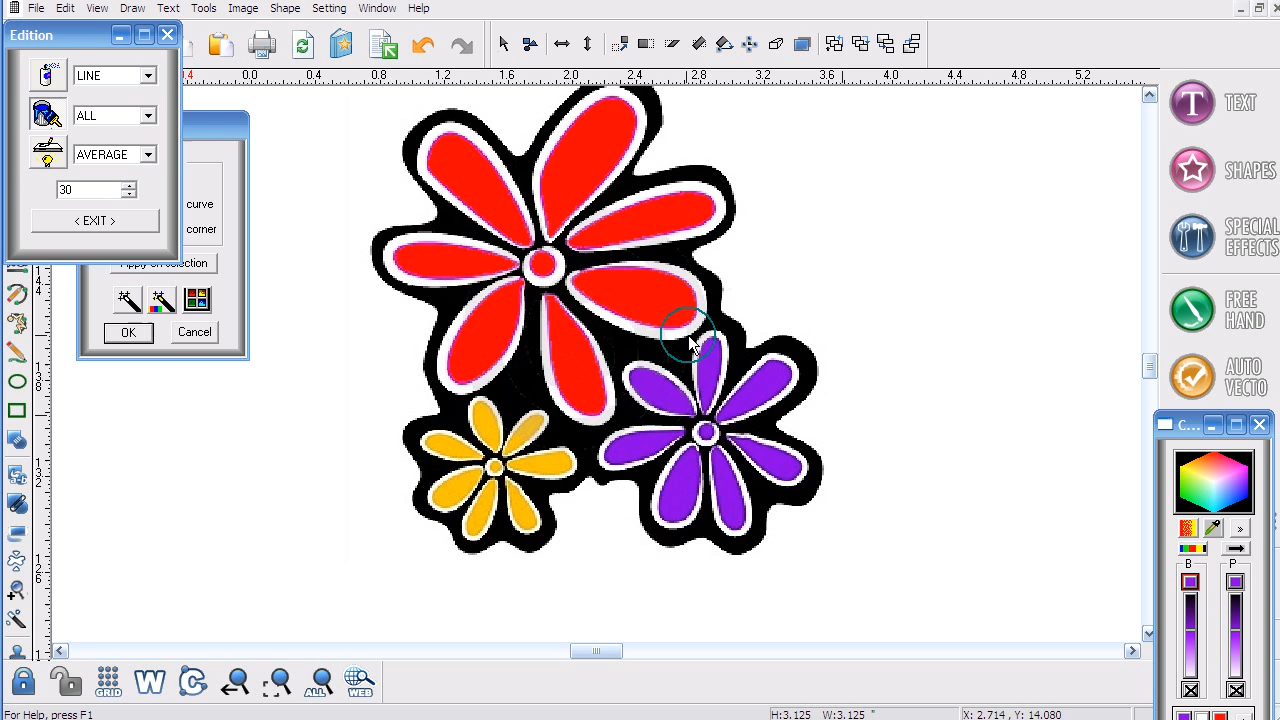 File Edit View Draw Text Tools Image Shape Setting Window Help
Edition
LINE
ALL
AVERAGE
30
< EXIT >
curve
corner
Apply on selection
OK Cancel
0.4 0.0 0.4 0.8 1.2 1.6 2.0 2.4 2.8 3.2 3.6 4.0 4.4 4.8 5.2
TEXT
SHAPES
SPECIAL
EFFECTS
FREE
HAND
AUTO
VECTO
C...
»
B P
GRID
W
C
ALL
WEB
For Help, press F1
H:3.125 W:3.125 "
X: 2.714 , Y: 14.080